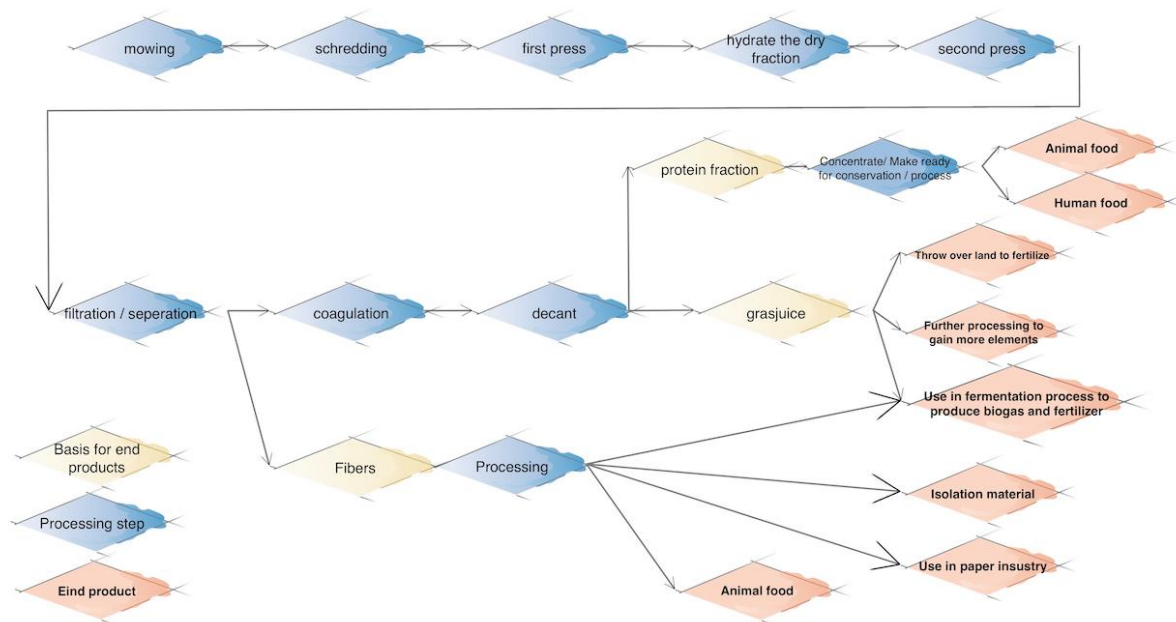 mowing
schredding
first press
hydrate the dry
fraction
second press
protein fraction
Concentrate/ Make ready
for conservation / process
Animal food
Human food
filtration / seperation
coagulation
decant
grasjuice
Throw over land to fertilize
Further processing to
gain more elements
Use in fermentation process to
produce biogas and fertilizer
Fibers
Processing
Isolation material
Use in paper insustry
Animal food
Basis for end
products
Processing step
Eind product